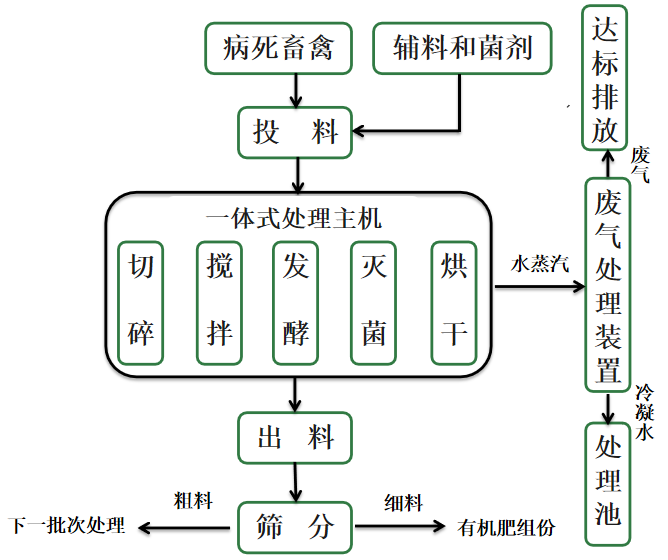 病死畜禽
辅料和菌剂
达标排放
投 料
废气
一体式处理主机
切碎
搅拌
发酵
灭菌
烘干
水蒸汽
废气处理装置
冷凝水
处理池
出 料
粗料
细料
下一批次处理
筛 分
有机肥组份